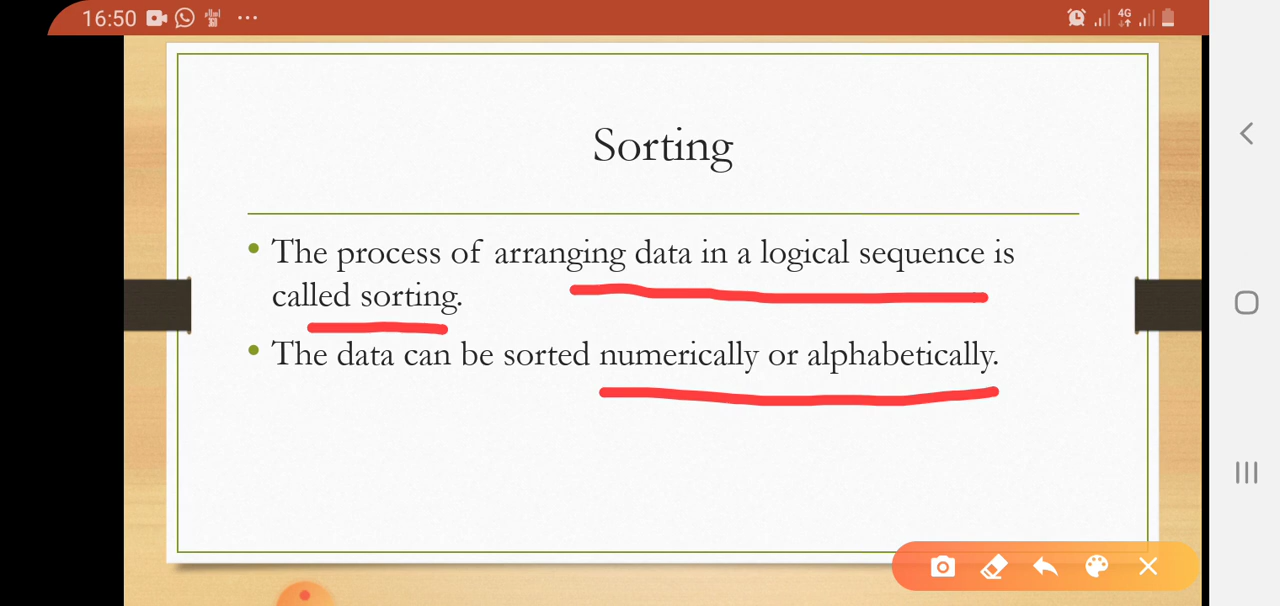 16:50
4G
Sorting
• The process of arranging data in a logical sequence is
called sorting.
• The data can be sorted numerically or alphabetically.